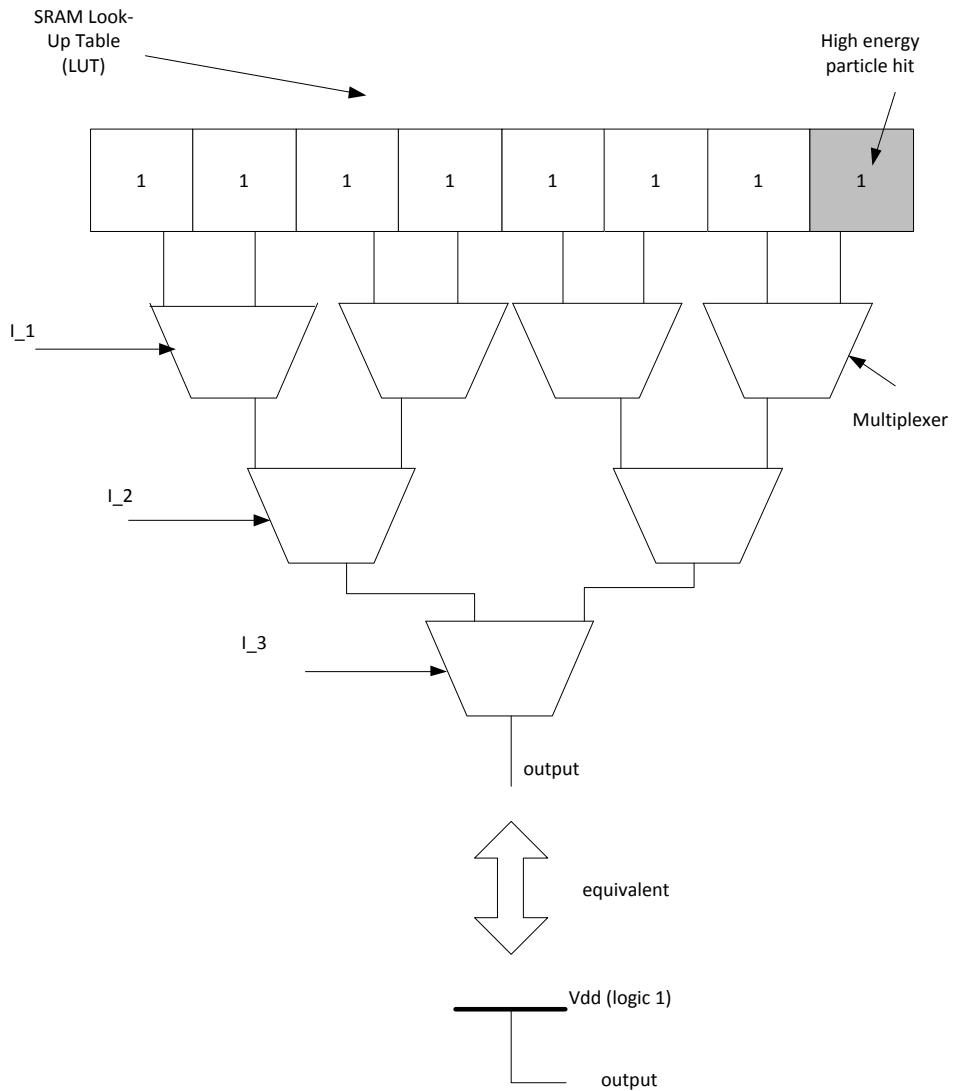 SRAM Look-
Up Table
(LUT)
High energy
particle hit
1 1 1 1 1 1 1 1
I_1
Multiplexer
I_2
I_3
output
equivalent
Vdd (logic 1)
output